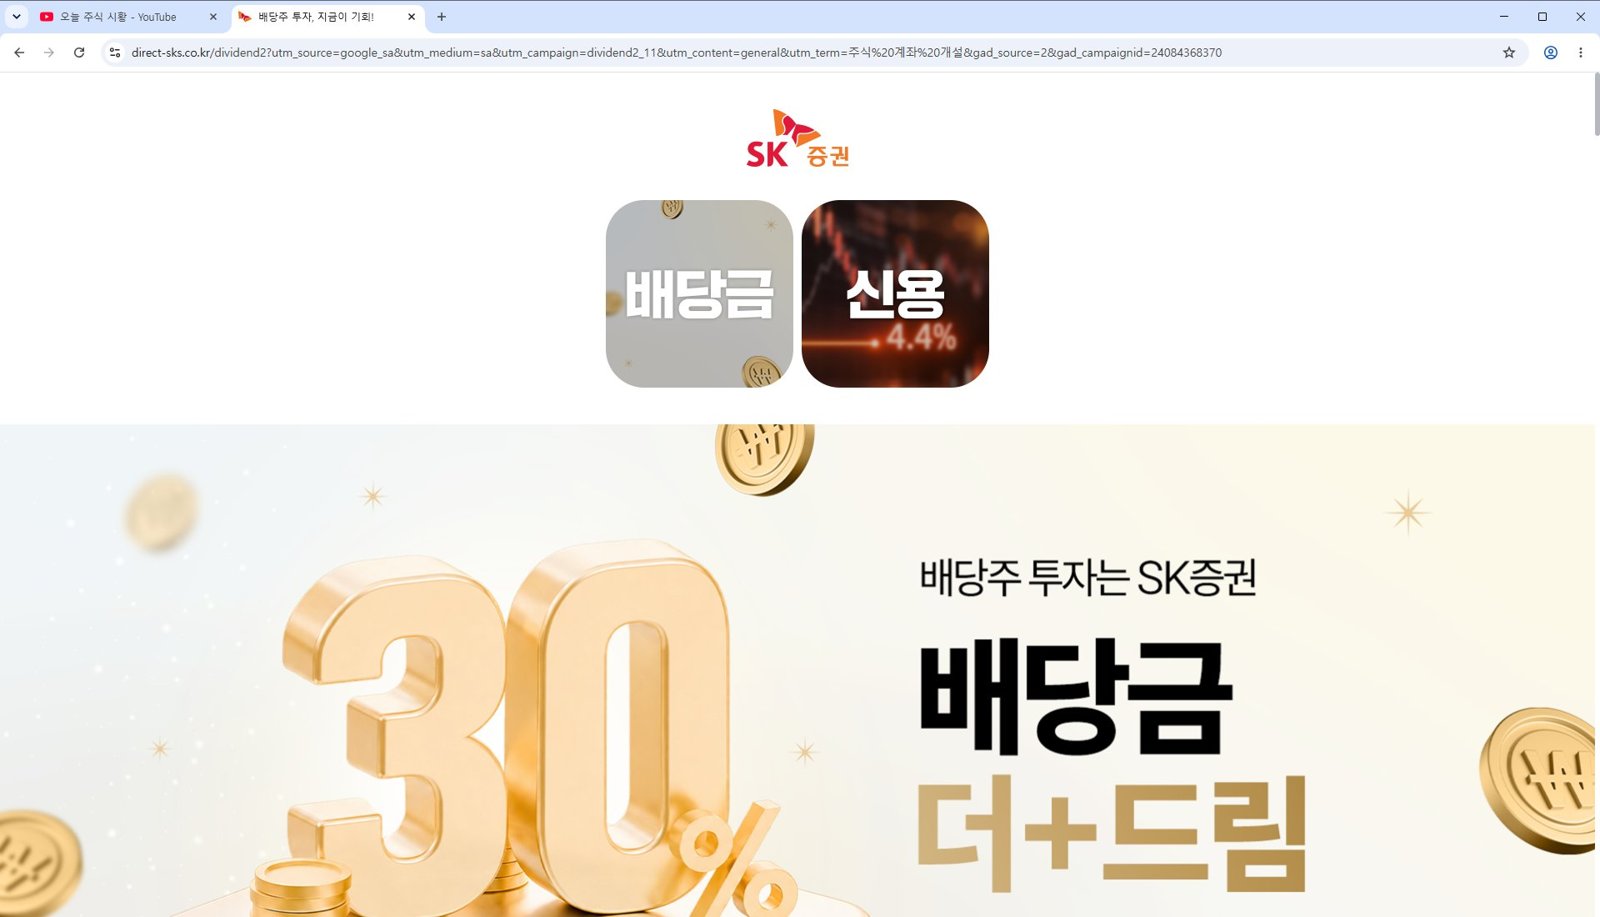 오늘 주식 시황 - YouTube
배당주 투자, 지금이 기회!
direct-sks.co.kr/dividend2?utm_source=google_sa&utm_medium=sa&utm_campaign=dividend2_11&utm_content=general&utm_term=주식%20계좌%20개설&gad_source=2&gad_campaignid=24084368370
SK 증권
배당금
신용
4.4%
30%
배당주 투자는 SK증권
배당금
더+드림